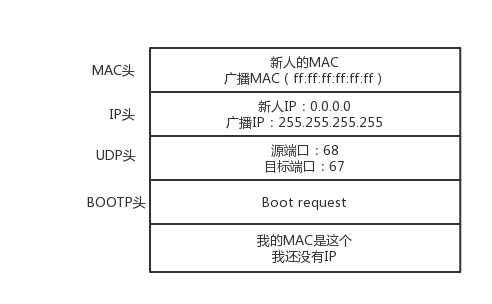 MAC头
新人的MAC
广播MAC（ff:ff:ff:ff:ff:ff）
IP头
新人IP：0.0.0.0
广播IP：255.255.255.255
UDP头
源端口：68
目标端口：67
BOOTP头
Boot request
我的MAC是这个
我还没有IP